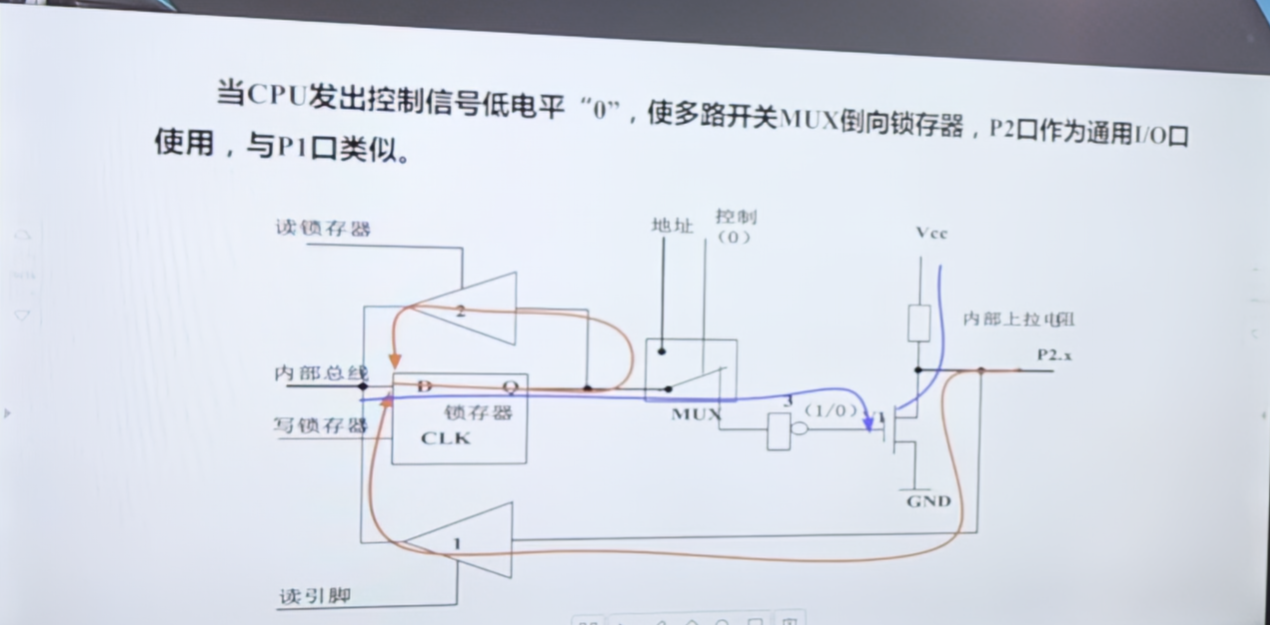 当CPU发出控制信号低电平“0”，使多路开关MUX倒向锁存器，P2口作为通用I/O口
使用，与P1口类似。
读锁存器
地址
控制
（0）
Vcc
2
内部上拉电阻
P2.x
内部总线
D
Q
锁存器
MUX
3
（1/0）
V1
写锁存器
CLK
GND
1
读引脚